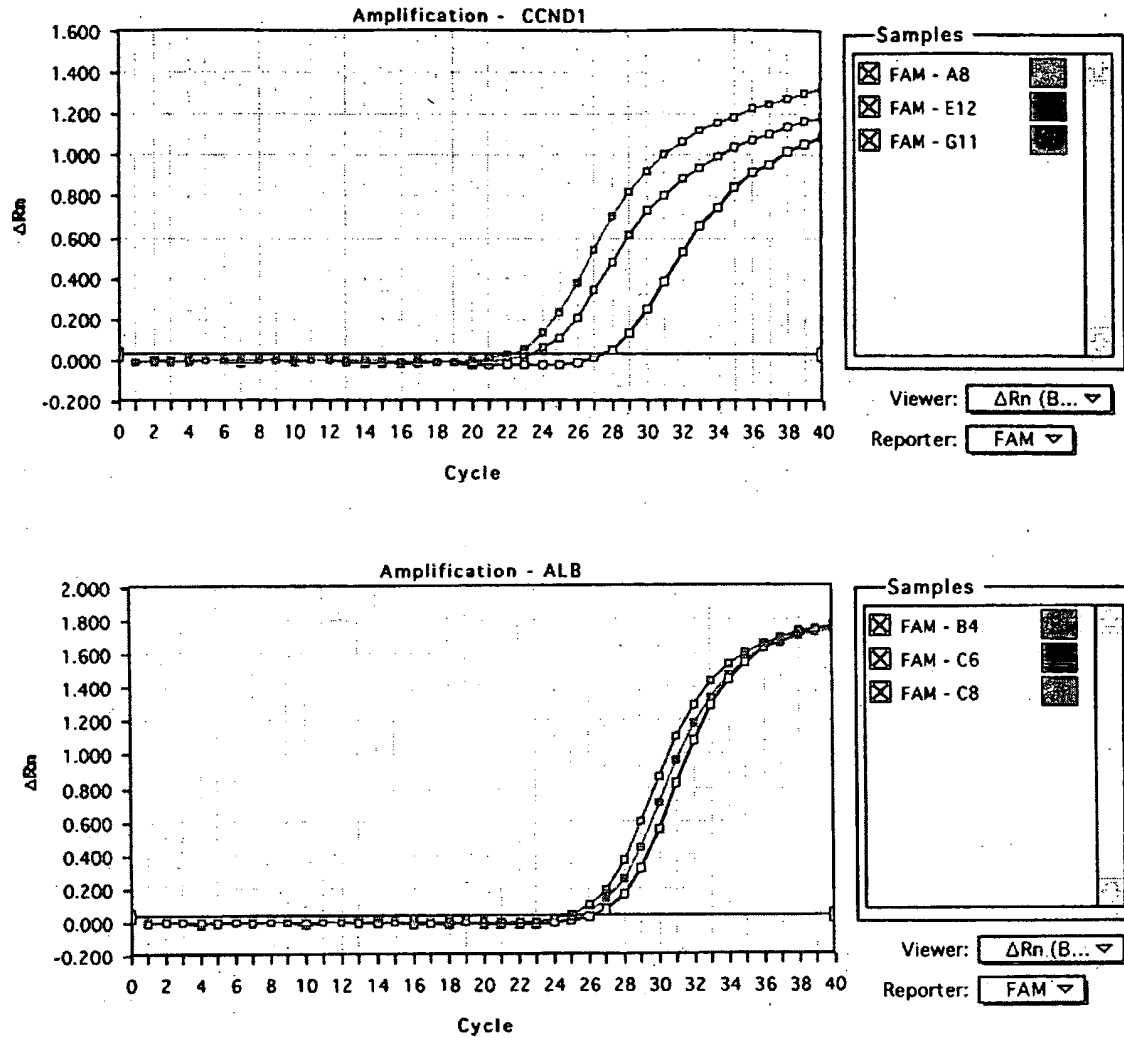 Amplification - CCND1
1.600
1.400
1.200
1.000
0.800
0.600
0.400
0.200
0.000
-0.200
ΔRn
0 2 4 6 8 10 12 14 16 18 20 22 24 26 28 30 32 34 36 38 40
Cycle
Samples
FAM - A8
FAM - E12
FAM - G11
Viewer: ΔRn (B...
Reporter: FAM
Amplification - ALB
2.000
1.800
1.600
1.400
1.200
1.000
0.800
0.600
0.400
0.200
0.000
-0.200
ΔRn
0 2 4 6 8 10 12 14 16 18 20 22 24 26 28 30 32 34 36 38 40
Cycle
Samples
FAM - B4
FAM - C6
FAM - C8
Viewer: ΔRn (B...
Reporter: FAM